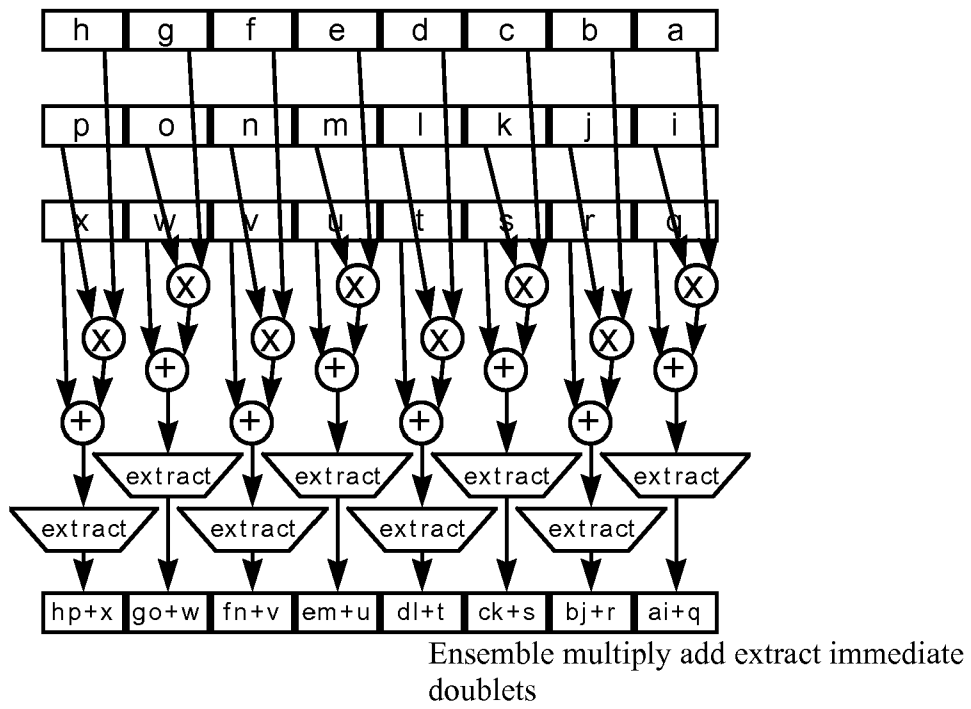 h g f e d c b a
p o n m l k j i
x w v u t s r q
x x x x
x x x x
+ + + +
+ + + +
extract extract extract extract
extract extract extract extract
hp+x go+w fn+v em+u dl+t ck+s bj+r ai+q
Ensemble multiply add extract immediate
doublets